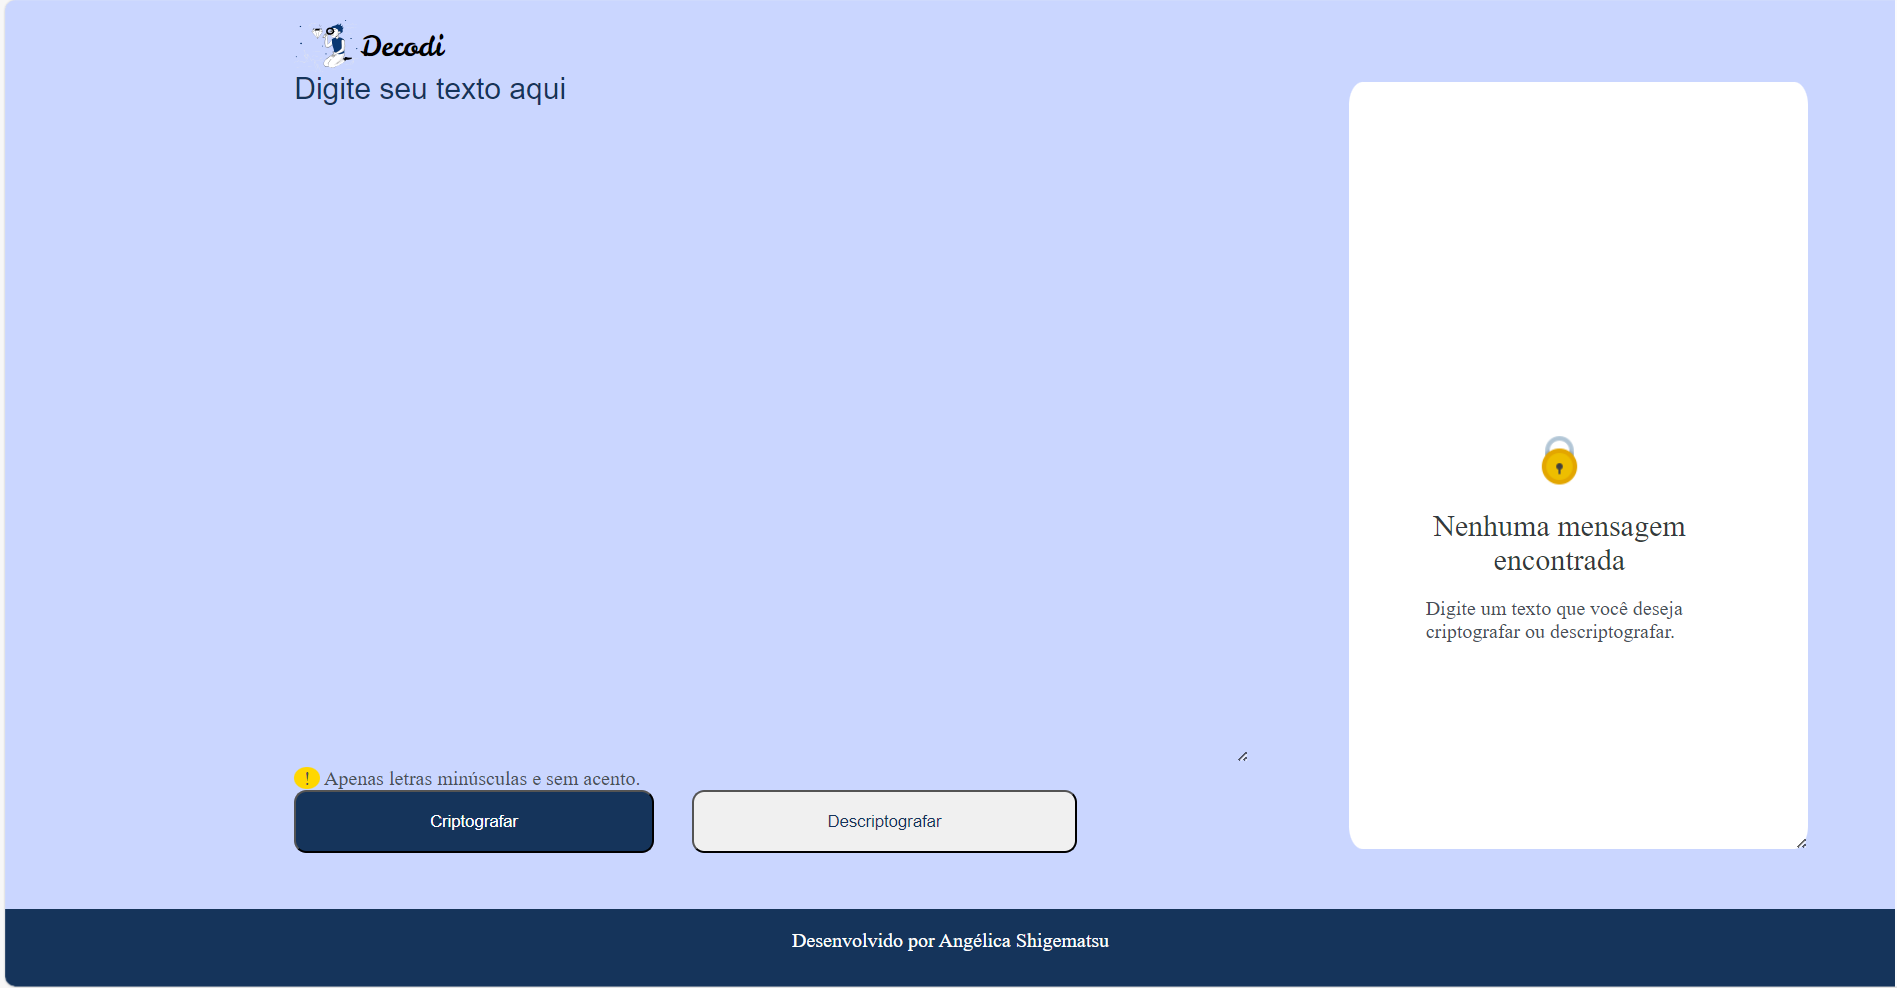 Decodi
Digite seu texto aqui
Nenhuma mensagem
encontrada
Digite um texto que você deseja
criptografar ou descriptografar.
! Apenas letras minúsculas e sem acento.
Criptografar
Descriptografar
Desenvolvido por Angélica Shigematsu